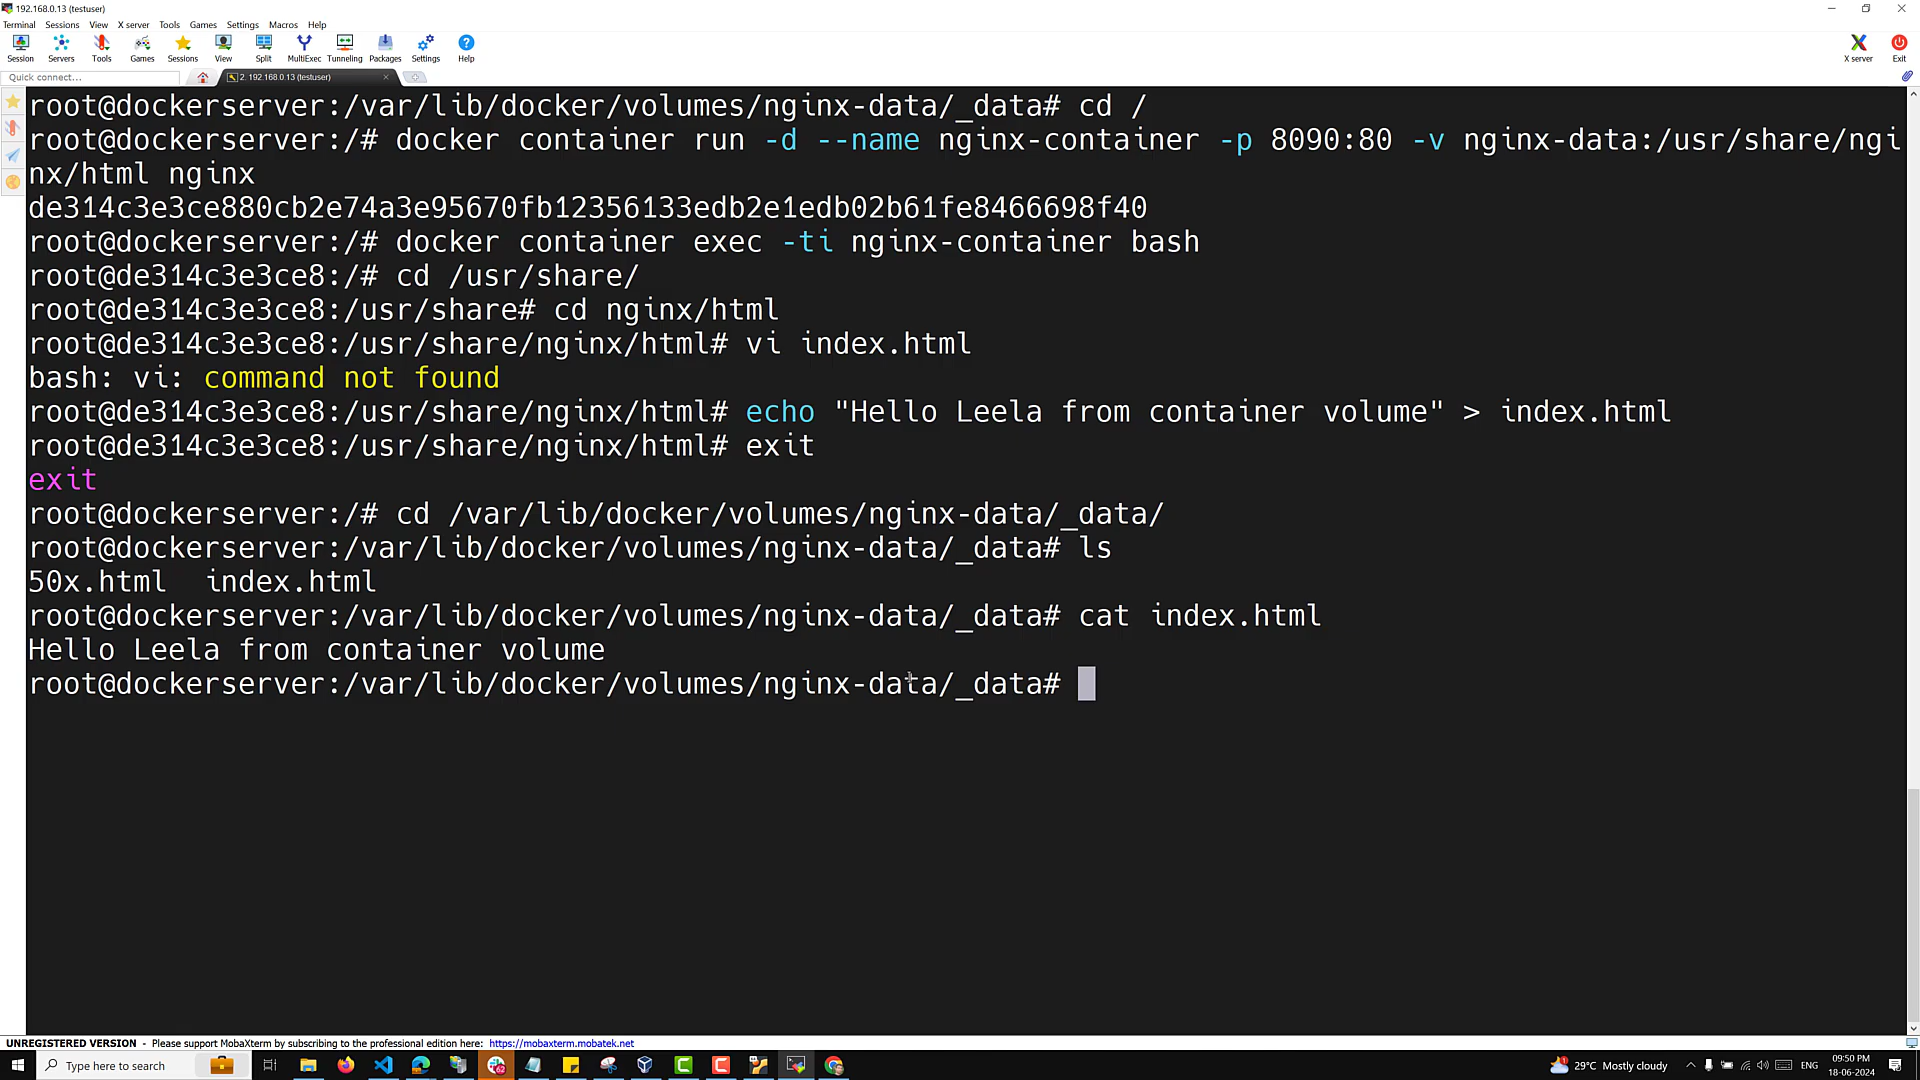 192.168.0.13 (testuser)
Terminal Sessions View X server Tools Games Settings Macros Help
Session Servers Tools Games Sessions View Split MultiExec Tunneling Packages Settings Help X server Exit
Quick connect... 2. 192.168.0.13 (testuser)
root@dockerserver:/var/lib/docker/volumes/nginx-data/_data# cd /
root@dockerserver:/# docker container run -d --name nginx-container -p 8090:80 -v nginx-data:/usr/share/ngi
nx/html nginx
de314c3e3ce880cb2e74a3e95670fb12356133edb2e1edb02b61fe8466698f40
root@dockerserver:/# docker container exec -ti nginx-container bash
root@de314c3e3ce8:/# cd /usr/share/
root@de314c3e3ce8:/usr/share# cd nginx/html
root@de314c3e3ce8:/usr/share/nginx/html# vi index.html
bash: vi: command not found
root@de314c3e3ce8:/usr/share/nginx/html# echo "Hello Leela from container volume" > index.html
root@de314c3e3ce8:/usr/share/nginx/html# exit
exit
root@dockerserver:/# cd /var/lib/docker/volumes/nginx-data/_data/
root@dockerserver:/var/lib/docker/volumes/nginx-data/_data# ls
50x.html index.html
root@dockerserver:/var/lib/docker/volumes/nginx-data/_data# cat index.html
Hello Leela from container volume
root@dockerserver:/var/lib/docker/volumes/nginx-data/_data#
UNREGISTERED VERSION - Please support MobaXterm by subscribing to the professional edition here: https://mobaxterm.mobatek.net
Type here to search 62 29°C Mostly cloudy ENG 09:50 PM
18-06-2024